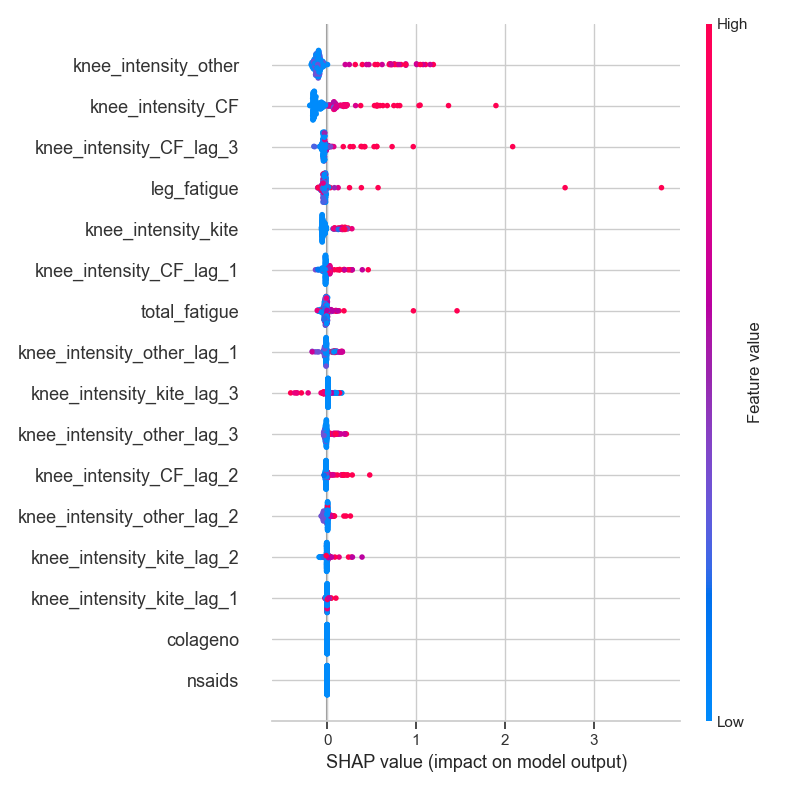 High
knee_intensity_other
knee_intensity_CF
knee_intensity_CF_lag_3
leg_fatigue
knee_intensity_kite
knee_intensity_CF_lag_1
total_fatigue
knee_intensity_other_lag_1
knee_intensity_kite_lag_3
knee_intensity_other_lag_3
knee_intensity_CF_lag_2
knee_intensity_other_lag_2
knee_intensity_kite_lag_2
knee_intensity_kite_lag_1
colageno
nsaids
Feature value
Low
0 1 2 3
SHAP value (impact on model output)